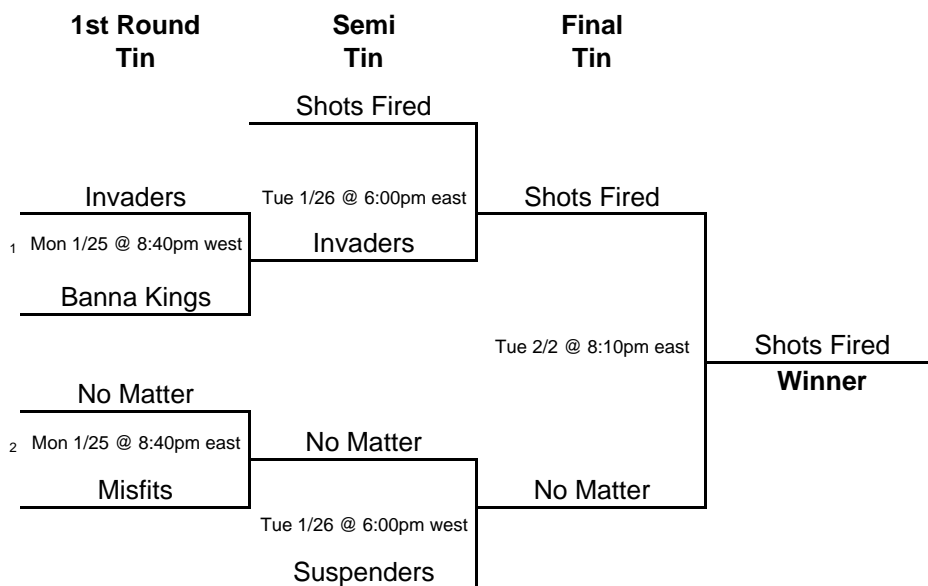 1st Round
Tin
Semi
Tin
Final
Tin
Shots Fired
Invaders
Tue 1/26 @ 6:00pm east
Shots Fired
1 Mon 1/25 @ 8:40pm west
Invaders
Banna Kings
Tue 2/2 @ 8:10pm east
Shots Fired
Winner
No Matter
2 Mon 1/25 @ 8:40pm east
No Matter
Misfits
No Matter
Tue 1/26 @ 6:00pm west
Suspenders